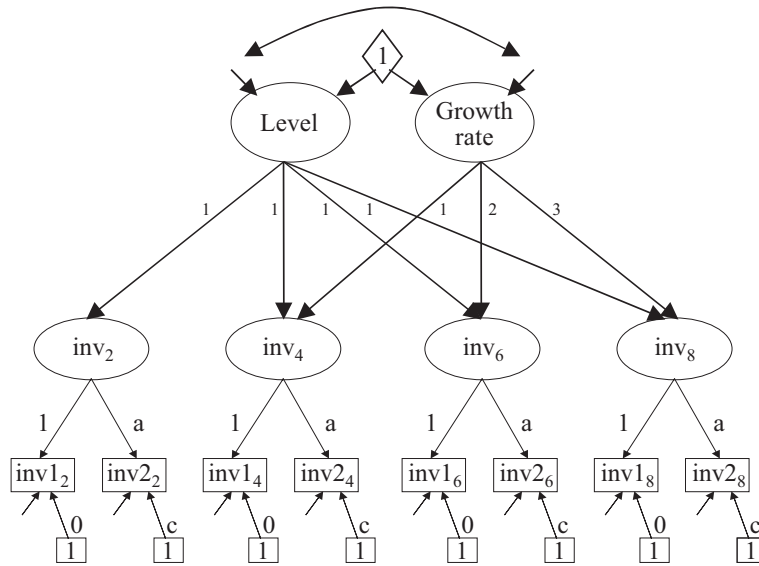 1
Level
Growth
rate
1 1 1 1 1 2 3
inv₂ inv₄ inv₆ inv₈
1 a 1 a 1 a 1 a
inv1₂ inv2₂ inv1₄ inv2₄ inv1₆ inv2₆ inv1₈ inv2₈
0 c 0 c 0 c 0 c
1 1 1 1 1 1 1 1